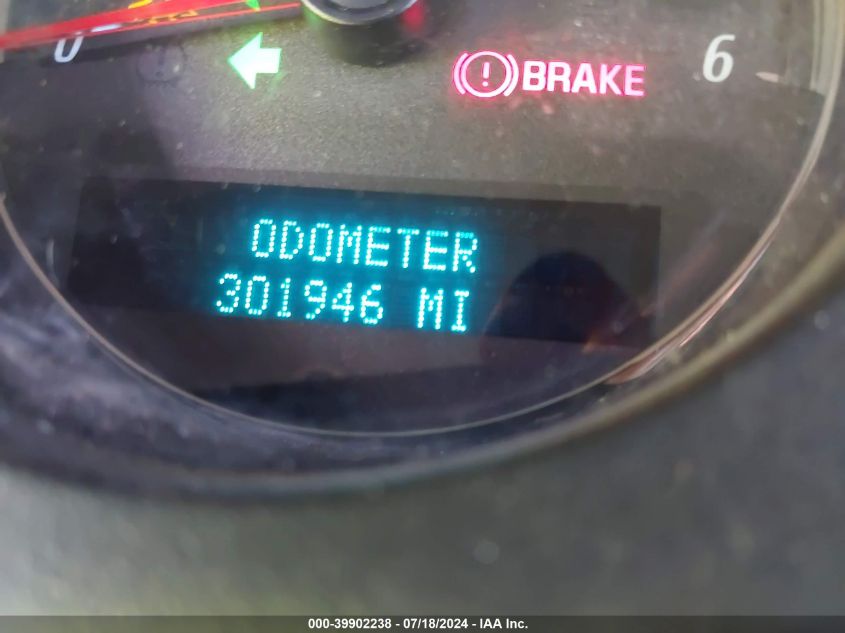 0
6
(!) BRAKE
ODOMETER
301946 MI
000-39902238 - 07/18/2024 - IAA Inc.